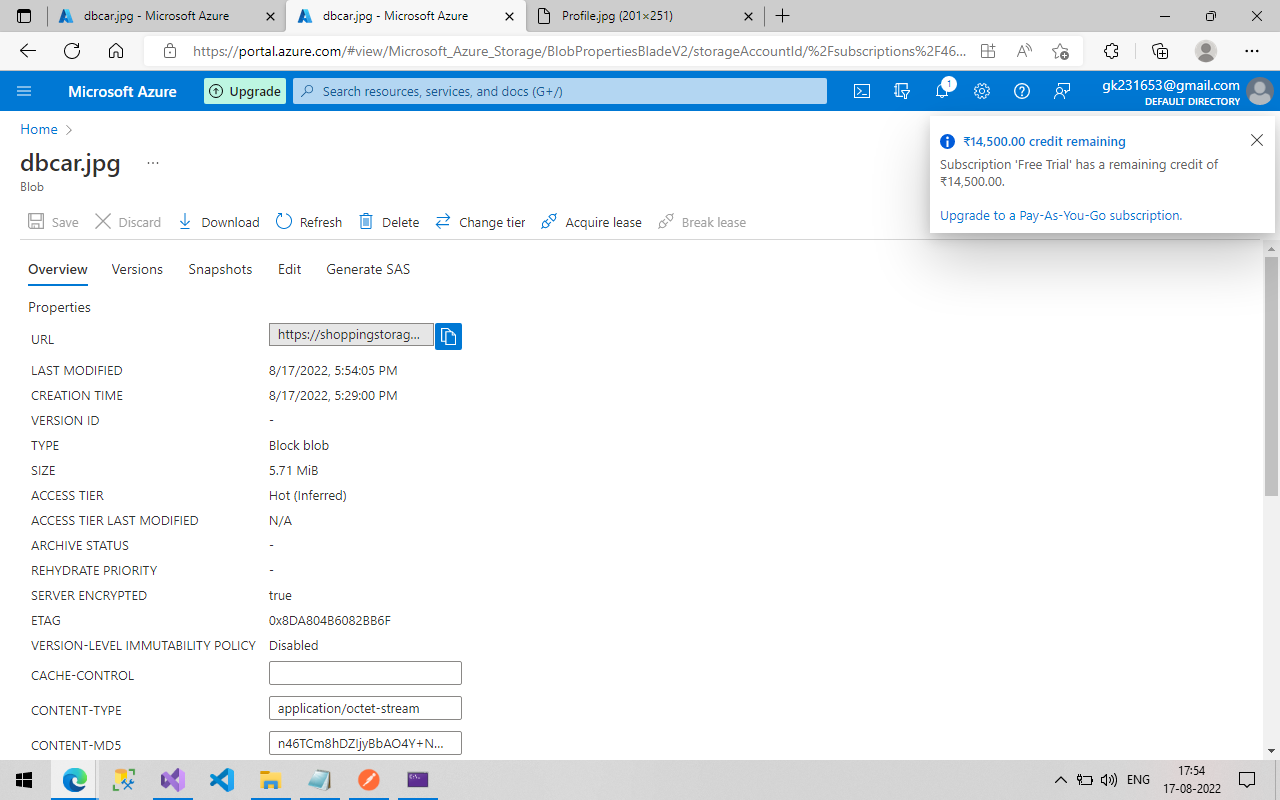 dbcar.jpg - Microsoft Azure
dbcar.jpg - Microsoft Azure
Profile.jpg (201×251)
https://portal.azure.com/#view/Microsoft_Azure_Storage/BlobPropertiesBladeV2/storageAccountId/%2Fsubscriptions%2F46...
Microsoft Azure
Upgrade
Search resources, services, and docs (G+/)
1
gk231653@gmail.com
DEFAULT DIRECTORY
Home
₹14,500.00 credit remaining
Subscription 'Free Trial' has a remaining credit of
₹14,500.00.
Upgrade to a Pay-As-You-Go subscription.
dbcar.jpg
...
Blob
Save
Discard
Download
Refresh
Delete
Change tier
Acquire lease
Break lease
Overview
Versions
Snapshots
Edit
Generate SAS
Properties
URL https://shoppingstorag...
LAST MODIFIED 8/17/2022, 5:54:05 PM
CREATION TIME 8/17/2022, 5:29:00 PM
VERSION ID -
TYPE Block blob
SIZE 5.71 MiB
ACCESS TIER Hot (Inferred)
ACCESS TIER LAST MODIFIED N/A
ARCHIVE STATUS -
REHYDRATE PRIORITY -
SERVER ENCRYPTED true
ETAG 0x8DA804B6082BB6F
VERSION-LEVEL IMMUTABILITY POLICY Disabled
CACHE-CONTROL
CONTENT-TYPE application/octet-stream
CONTENT-MD5 n46TCm8hDZIjyBbAO4Y+N...
ENG
17:54
17-08-2022